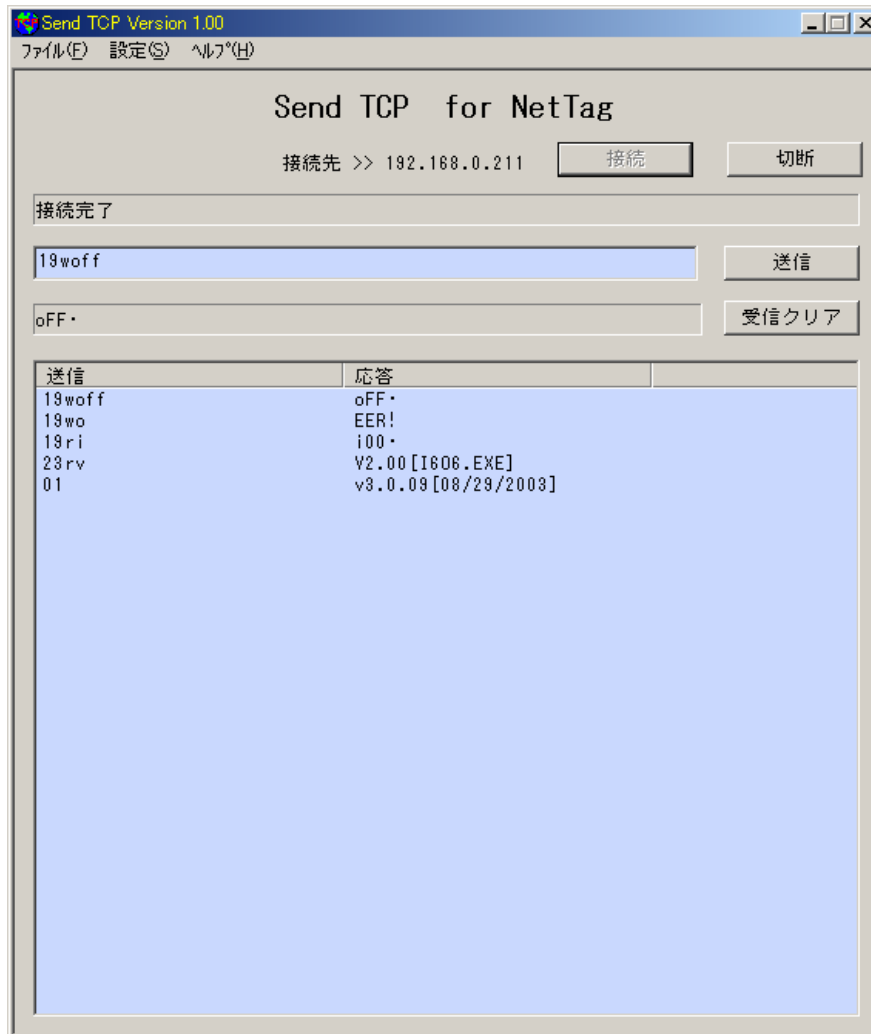 Send TCP Version 1.00
ファイル(F) 設定(S) ヘルプ(H)
Send TCP for NetTag
接続先 >> 192.168.0.211 接続 切断
接続完了
19woff 送信
oFF・ 受信クリア
送信 応答
19woff oFF・
19wo EER!
19ri i00・
23rv V2.00[I606.EXE]
01 v3.0.09[08/29/2003]